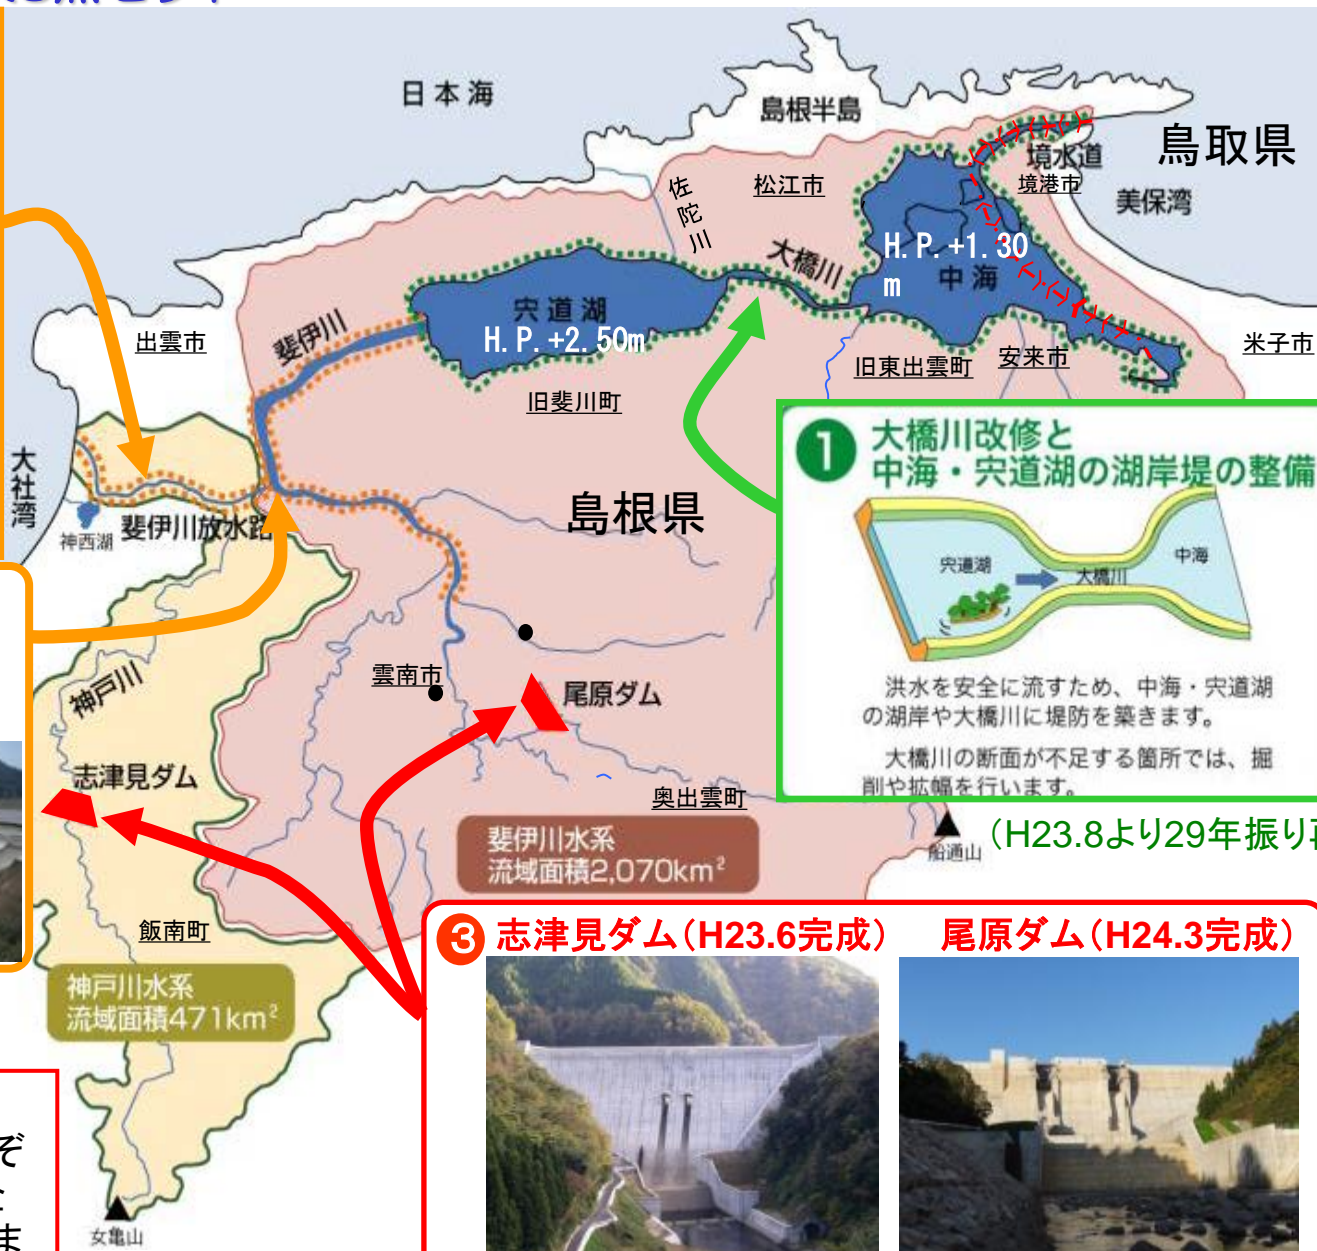 日本海
島根半島
鳥取県
境水道
境港市
美保湾
佐陀川
松江市
大橋川
H.P.+1.30
m
中海
宍道湖
H.P.+2.50m
斐伊川
出雲市
米子市
旧東出雲町
安来市
旧斐川町
大社湾
神西湖
斐伊川放水路
島根県
❶ 大橋川改修と
中海・宍道湖の湖岸堤の整備
宍道湖
大橋川
中海
洪水を安全に流すため、中海・宍道湖
の湖岸や大橋川に堤防を築きます。
大橋川の断面が不足する箇所では、掘
削や拡幅を行います。
(H23.8より29年振り
船通山
神戸川
雲南市
尾原ダム
志津見ダム
奥出雲町
斐伊川水系
流域面積2,070km²
飯南町
神戸川水系
流域面積471km²
女亀山
❸ 志津見ダム(H23.6完成)
尾原ダム(H24.3完成)
ぞ
ま